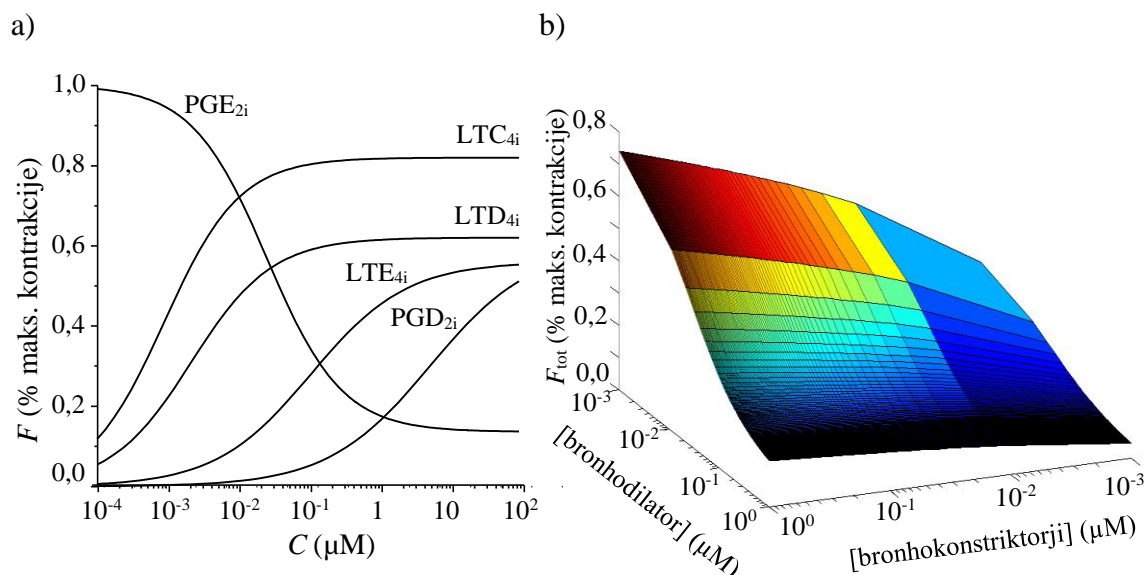 a)
F (% maks. kontrakcije)
1,0
0,8
0,6
0,4
0,2
0,0
PGE2i
LTC4i
LTD4i
LTE4i
PGD2i
10⁻⁴ 10⁻³ 10⁻² 10⁻¹ 1 10¹ 10²
C (µM)
b)
Ftot (% maks. kontrakcije)
0,8
0,6
0,4
0,2
0,0
10⁻³
10⁻²
10⁻¹
10⁰
[bronhodilator] (µM)
10⁰ 10⁻¹ 10⁻² 10⁻³
[bronhokonstriktorji] (µM)